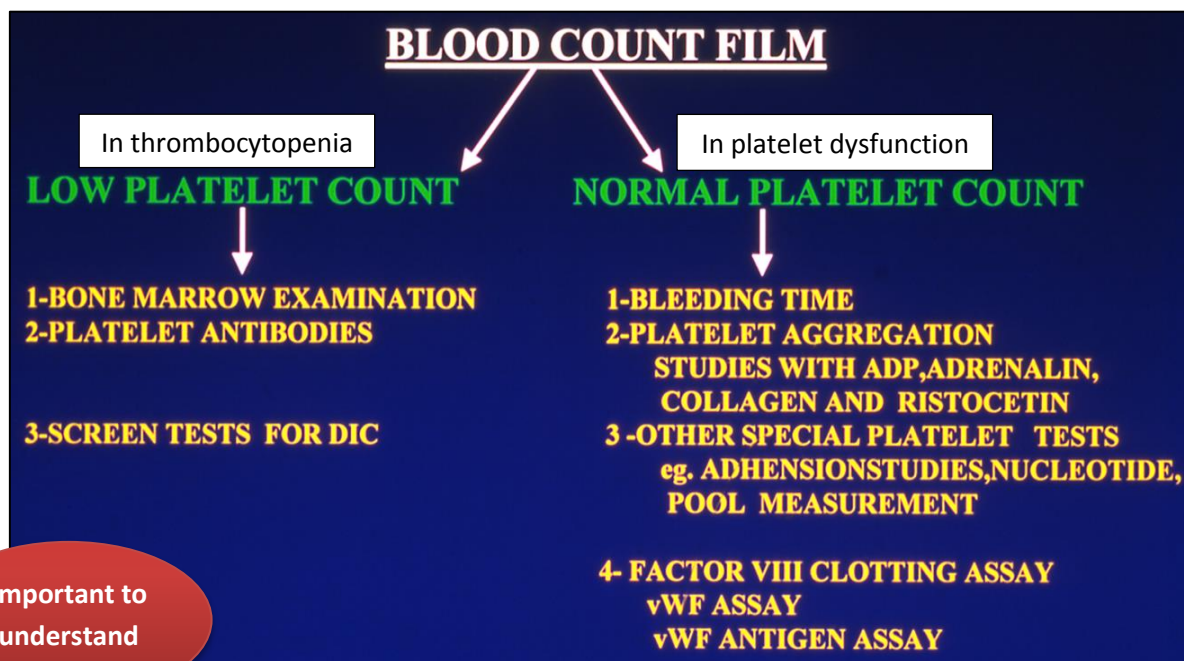 BLOOD COUNT FILM
In thrombocytopenia
In platelet dysfunction
LOW PLATELET COUNT
NORMAL PLATELET COUNT
1-BONE MARROW EXAMINATION
2-PLATELET ANTIBODIES
3-SCREEN TESTS FOR DIC
1-BLEEDING TIME
2-PLATELET AGGREGATION
STUDIES WITH ADP,ADRENALIN,
COLLAGEN AND RISTOCETIN
3 -OTHER SPECIAL PLATELET TESTS
eg. ADHENSIONSTUDIES,NUCLEOTIDE,
POOL MEASUREMENT
4- FACTOR VIII CLOTTING ASSAY
vWF ASAY
vWF ANTIGEN ASAY
mportant to
understand